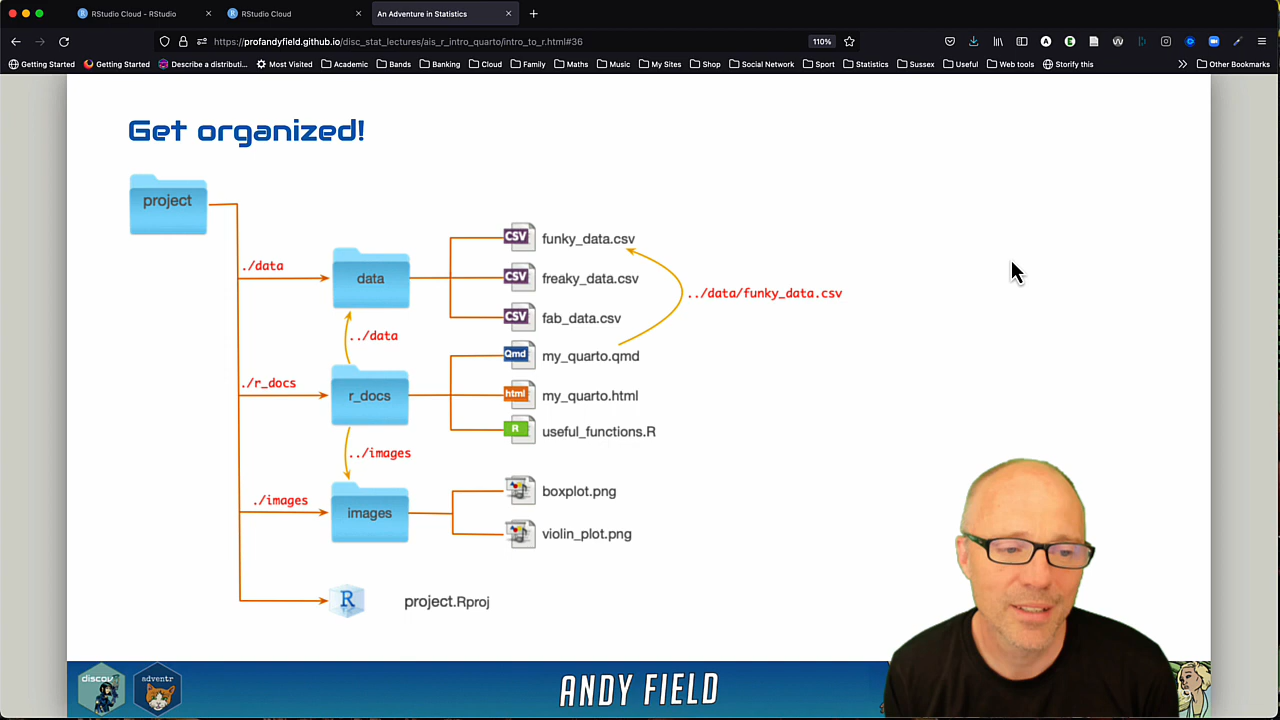 RStudio Cloud - RStudio
RStudio Cloud
An Adventure in Statistics
https://profandyfield.github.io/disc_stat_lectures/ais_r_intro_quarto/intro_to_r.html#36
110%
Getting Started
Getting Started
Describe a distributi...
Most Visited
Academic
Bands
Banking
Cloud
Family
Maths
Music
My Sites
Shop
Social Network
Sport
Statistics
Sussex
Useful
Web tools
Storify this
Other Bookmarks
Get organized!
project
./data
data
CSV funky_data.csv
CSV freaky_data.csv
CSV fab_data.csv
../data/funky_data.csv
../data
./r_docs
r_docs
Qmd my_quarto.qmd
html my_quarto.html
R useful_functions.R
../images
./images
images
boxplot.png
violin_plot.png
R project.Rproj
discov
adventr
ANDY FIELD